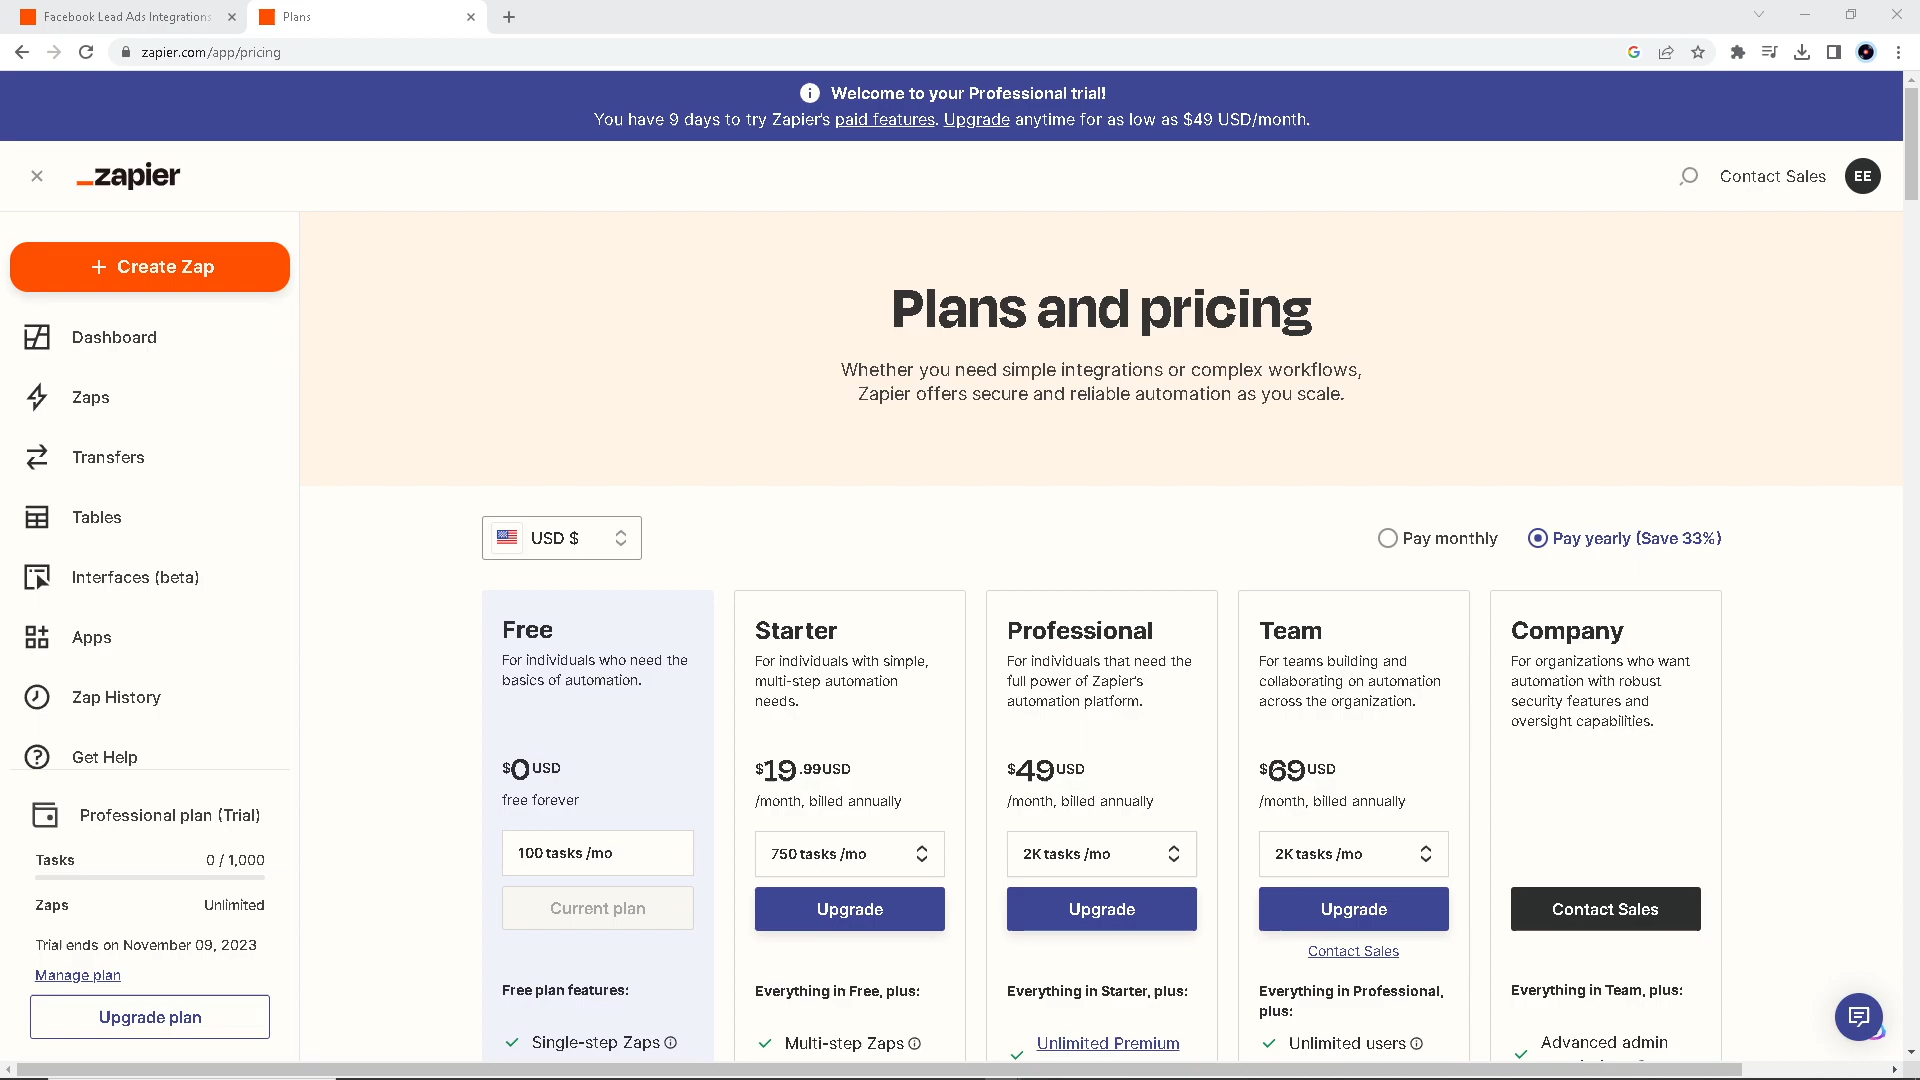 Facebook Lead Ads Integrations
Plans
zapier.com/app/pricing
Welcome to your Professional trial!
You have 9 days to try Zapier's paid features. Upgrade anytime for as low as $49 USD/month.
zapier
Contact Sales
EE
Create Zap
Dashboard
Zaps
Transfers
Tables
Interfaces (beta)
Apps
Zap History
Get Help
Professional plan (Trial)
Tasks 0 / 1,000
Zaps Unlimited
Trial ends on November 09, 2023
Manage plan
Upgrade plan
Plans and pricing
Whether you need simple integrations or complex workflows,
Zapier offers secure and reliable automation as you scale.
USD $
Pay monthly
Pay yearly (Save 33%)
Free
For individuals who need the
basics of automation.
$0 USD
free forever
100 tasks /mo
Current plan
Free plan features:
Single-step Zaps
Starter
For individuals with simple,
multi-step automation
needs.
$19.99USD
/month, billed annually
750 tasks /mo
Upgrade
Everything in Free, plus:
Multi-step Zaps
Professional
For individuals that need the
full power of Zapier's
automation platform.
$49USD
/month, billed annually
2K tasks /mo
Upgrade
Everything in Starter, plus:
Unlimited Premium
Team
For teams building and
collaborating on automation
across the organization.
$69USD
/month, billed annually
2K tasks /mo
Upgrade
Contact Sales
Everything in Professional,
plus:
Unlimited users
Company
For organizations who want
automation with robust
security features and
oversight capabilities.
Contact Sales
Everything in Team, plus:
Advanced admin